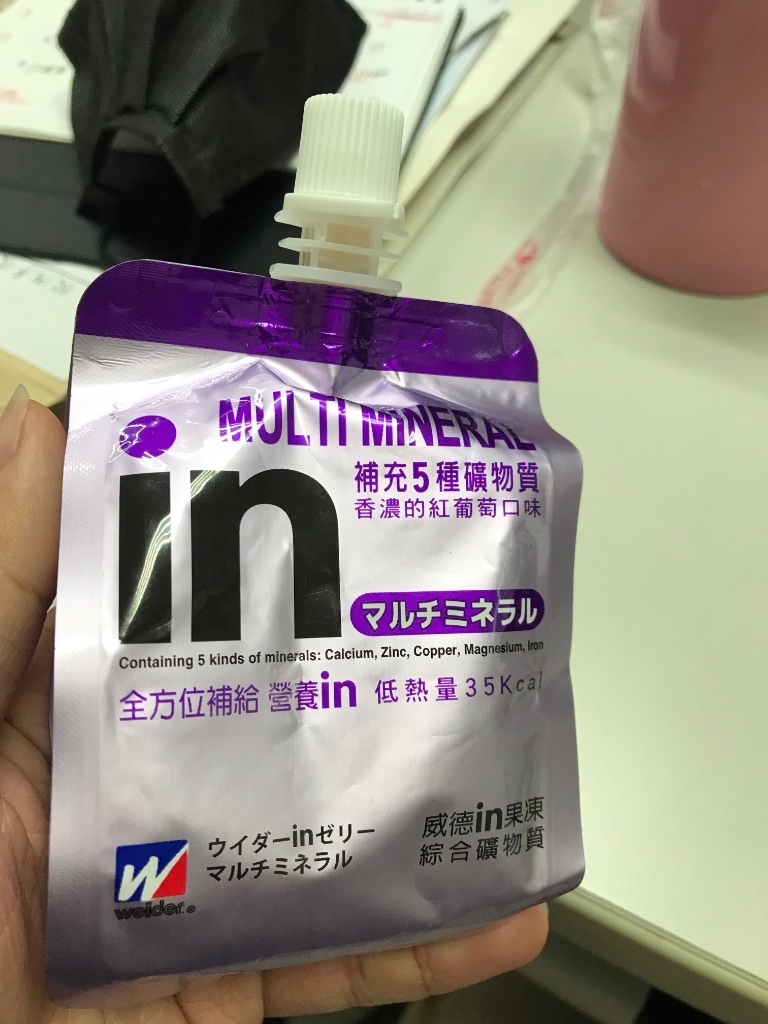 MULTI MINERAL
in
補充5種礦物質
香濃的紅葡萄口味
マルチミネラル
Containing 5 kinds of minerals: Calcium, Zinc, Copper, Magnesium, Iron
全方位補給 營養in 低熱量35Kcal
ウイダーinゼリー
マルチミネラル
威德in果凍
綜合礦物質
W
weider®